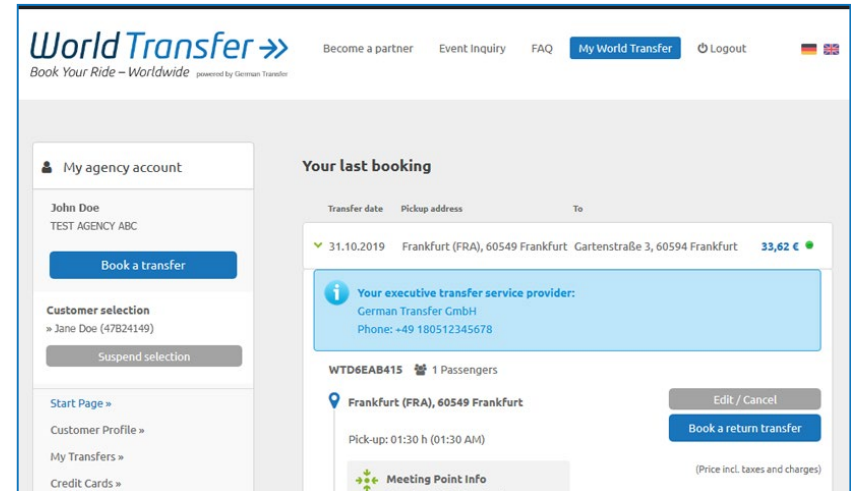 World Transfer
Become a partner Event Inquiry FAQ My World Transfer Logout
Book Your Ride – Worldwide powered by German Transfer
My agency account
John Doe
TEST AGENCY ABC
Book a transfer
Customer selection
» Jane Doe (47B24149)
Suspend selection
Start Page »
Customer Profile »
My Transfers »
Credit Cards »
Your last booking
Transfer date Pickup address To
31.10.2019 Frankfurt (FRA), 60549 Frankfurt Gartenstraße 3, 60594 Frankfurt 33,62 €
Your executive transfer service provider:
German Transfer GmbH
Phone: +49 180512345678
WTD6EAB415 1 Passengers
Frankfurt (FRA), 60549 Frankfurt
Edit / Cancel
Book a return transfer
Pick-up: 01:30 h (01:30 AM)
(Price incl. taxes and charges)
Meeting Point Info